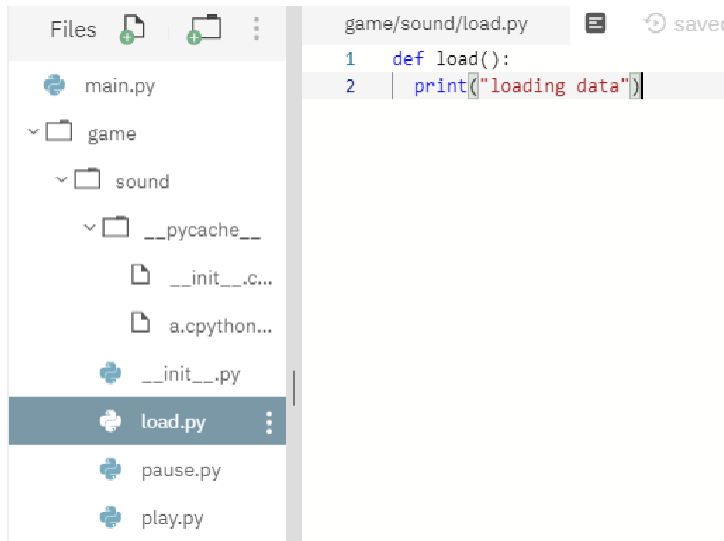 Files
main.py
game
sound
__pycache__
__init__.c...
a.cpython...
__init__.py
load.py
pause.py
play.py
game/sound/load.py saved
1 def load():
2 print("loading data")